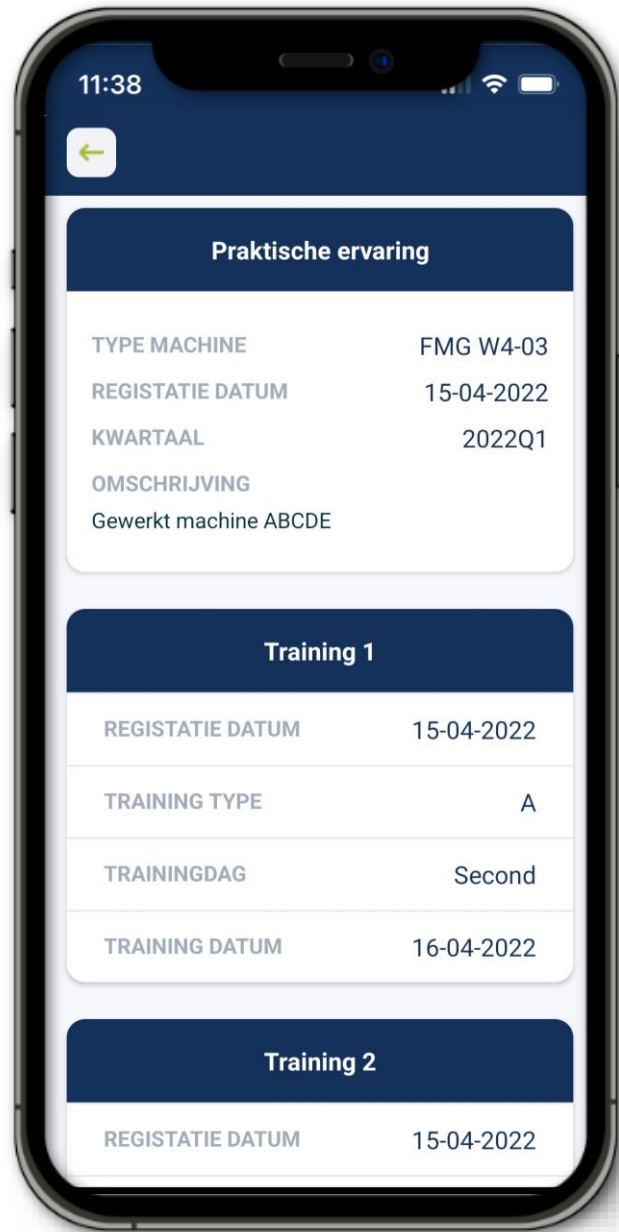 11:38
Praktische ervaring
TYPE MACHINE FMG W4-03
REGISTATIE DATUM 15-04-2022
KWARTAAL 2022Q1
OMSCHRIJVING
Gewerkt machine ABCDE
Training 1
REGISTATIE DATUM 15-04-2022
TRAINING TYPE A
TRAININGDAG Second
TRAINING DATUM 16-04-2022
Training 2
REGISTATIE DATUM 15-04-2022